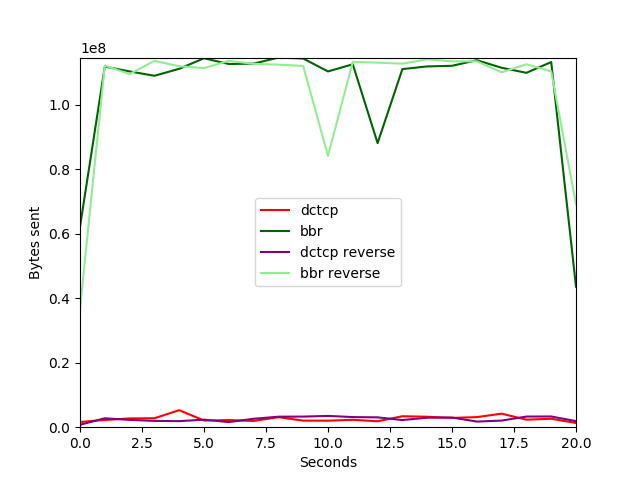 1e8
1.0
0.8
0.6
0.4
0.2
0.0
Bytes sent
dctcp
bbr
dctcp reverse
bbr reverse
0.0 2.5 5.0 7.5 10.0 12.5 15.0 17.5 20.0
Seconds